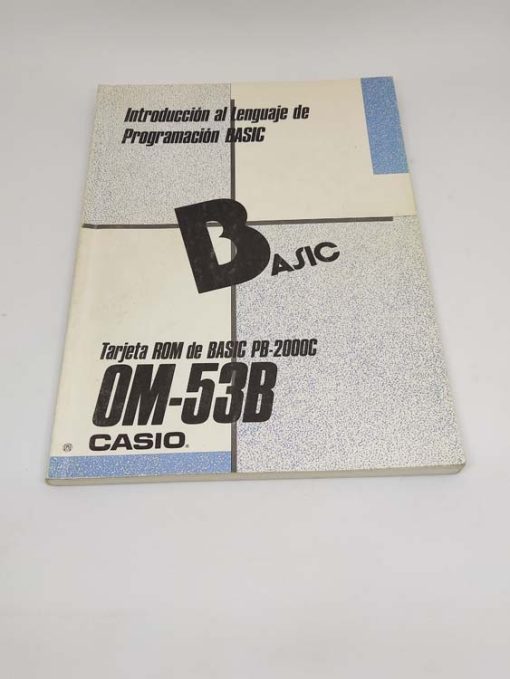 Introducción al Lenguaje de
Programación BASIC
BASIC
Tarjeta ROM de BASIC PB-2000C
OM-53B
CASIO